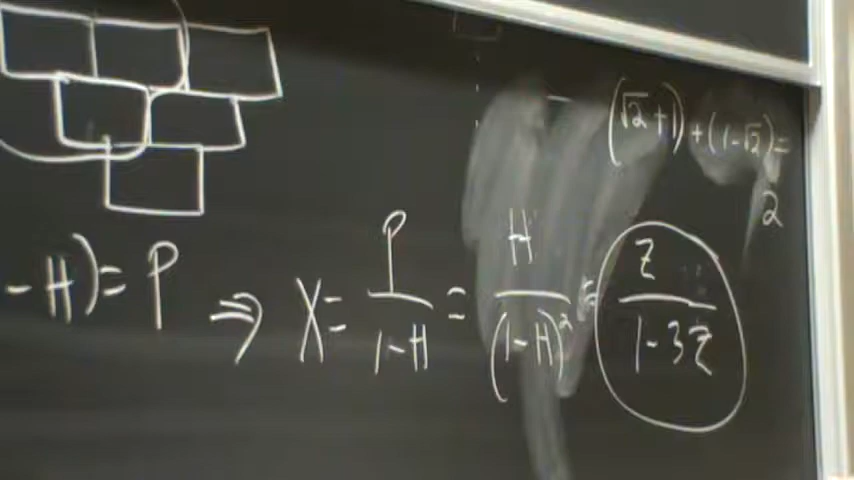 (√2+1)+(1-√2)=
2
-H)=P ⇒ X= P/(1-H) = H/(1-H)² = z/(1-3z)